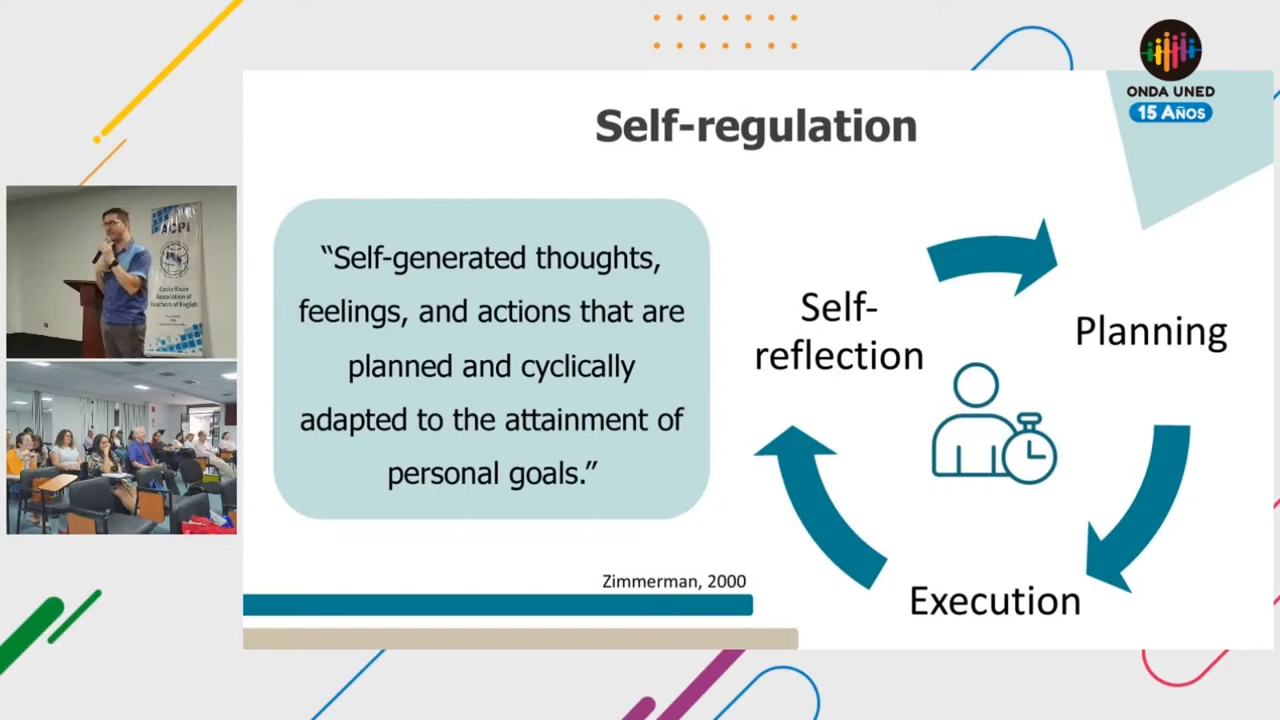 ONDA UNED
15 AÑOS
Self-regulation
“Self-generated thoughts,
feelings, and actions that are
planned and cyclically
adapted to the attainment of
personal goals.”
Zimmerman, 2000
Self-
reflection
Planning
Execution
ACPI
Costa Rican
Association of
Teachers of English